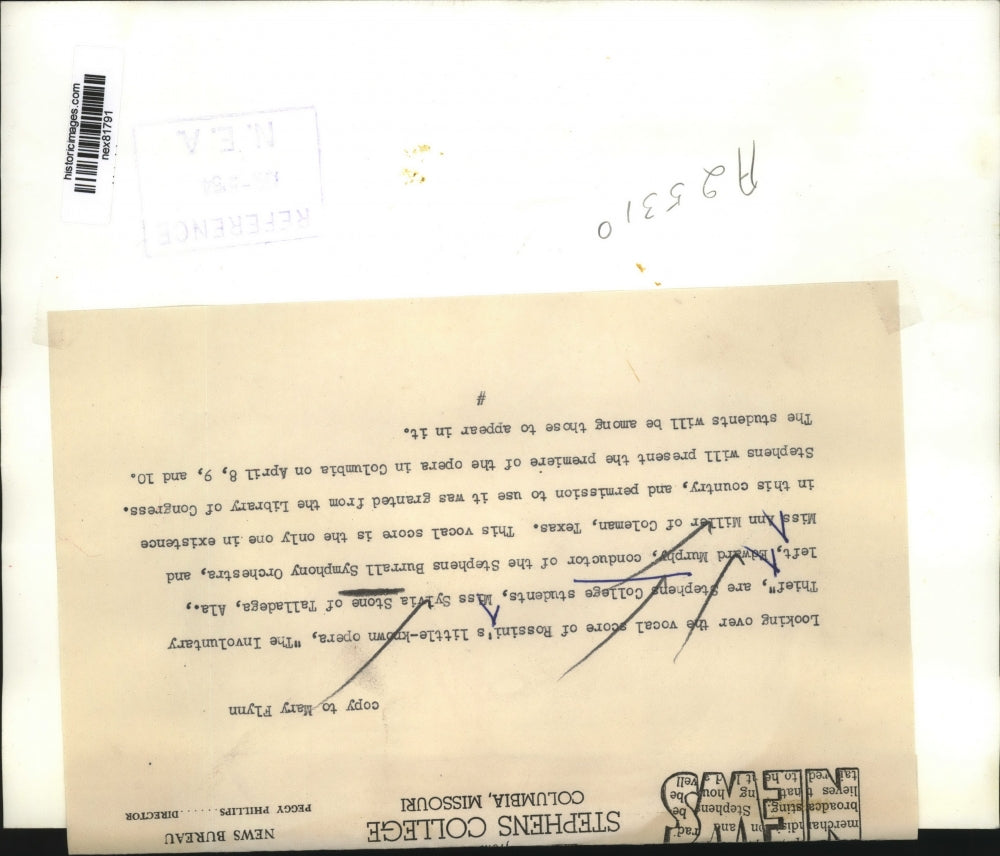 historicimages.com
nex81791
N.E.A.
REFERENCE
A25310
NEWS
from
STEPHENS COLLEGE
COLUMBIA, MISSOURI
NEWS BUREAU
PEGGY PHILLIPS.......DIRECTOR
copy to Mary Flynn
Looking over the vocal score of Rossini's little-known opera, "The Involuntary
Thief", are Stephens College students, Miss Sylvia Stone of Talladega, Ala.,
left, Edward Murphy, conductor of the Stephens Burrall Symphony Orchestra, and
Miss Ann Miller of Coleman, Texas. This vocal score is the only one in existence
in this country, and permission to use it was granted from the Library of Congress.
Stephens will present the premiere of the opera in Columbia on April 8, 9, and 10.
The students will be among those to appear in it.
#